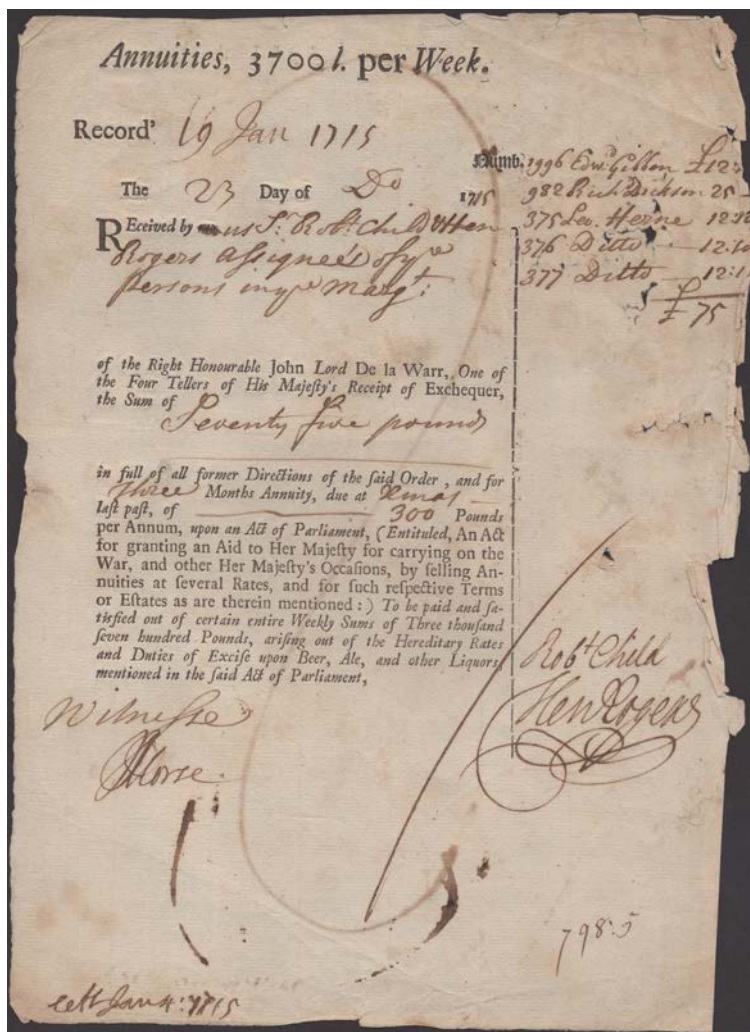 Annuities, 3700 l. per Week.
Record' 19 Jan 1715
The 23 Day of Do 1715
Received by us Sr. Robt. Child & Hen
Rogers assignees of ye
persons in ye margt:
of the Right Honourable John Lord De la Warr, One of
the Four Tellers of His Majeſty's Receipt of Exchequer,
the Sum of
Seventy five pounds
in full of all former Directions of the ſaid Order, and for
three Months Annuity, due at Xmas
laſt paſt, of 300 Pounds
per Annum, upon an Act of Parliament, (Entituled, An Act
for granting an Aid to Her Majeſty for carrying on the
War, and other Her Majeſty's Occaſions, by ſelling An-
nuities at ſeveral Rates, and for ſuch reſpective Terms
or Eſtates as are therein mentioned:) To be paid and ſa-
tisfied out of certain entire Weekly Sums of Three thouſand
ſeven hundred Pounds, ariſing out of the Hereditary Rates
and Duties of Exciſe upon Beer, Ale, and other Liquors
mentioned in the ſaid Act of Parliament,
Numb. 1996 Edwd Gibbon £12:
982 Rich Dickson 25
375 Leo. Herne 12:
376 Ditto 12:10
377 Ditto 12:1
£75
Robt Child
Hen Rogers
Witnesse
798:5
Jan 4: 1715